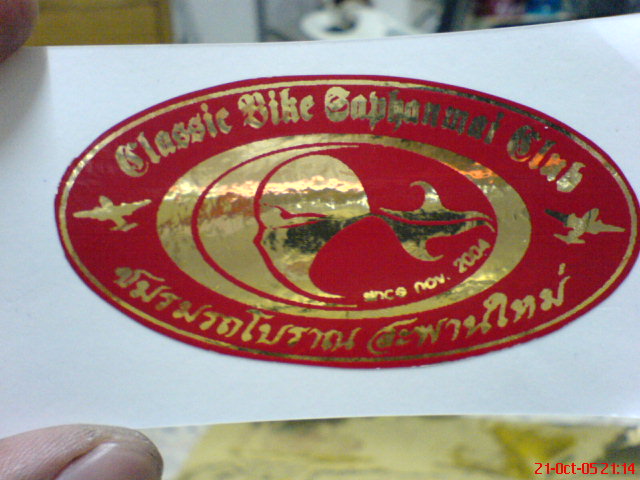 Classic Bike Saphanmai Club
since nov. 2004
ชมรมรถโบราณ สะพานใหม่
21-Oct-05 21:14